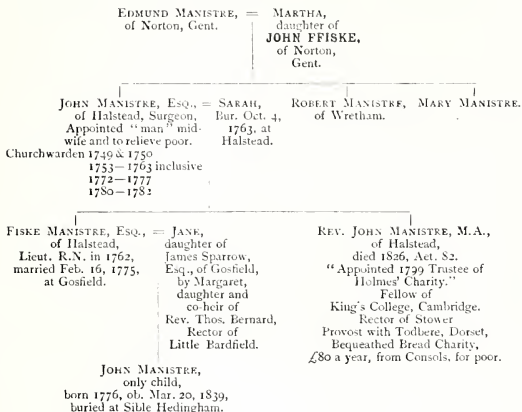 EDMUND MANISTRE, = MARTHA,
of Norton, Gent. daughter of
JOHN FFISKE,
of Norton,
Gent.
JOHN MANISTRE, ESQ., = SARAH,
of Halstead, Surgeon, Bur. Oct. 4,
Appointed "man" mid- 1763, at
wife and to relieve poor. Halstead.
Churchwarden 1749 & 1750
1753—1763 inclusive
1772—1777
1780—1782
ROBERT MANISTRE,
of Wretham.
MARY MANISTRE.
FISKE MANISTRE, ESQ., = JANE,
of Halstead, daughter of
Lieut. R.N. in 1762, James Sparrow,
married Feb. 16, 1775, Esq., of Gosfield,
at Gosfield. by Margaret,
daughter and
co-heir of
Rev. Thos. Bernard,
Rector of
Little Bardfield.
REV. JOHN MANISTRE, M.A.,
of Halstead,
died 1826, Aet. 82.
"Appointed 1799 Trustee of
Holmes' Charity."
Fellow of
King's College, Cambridge.
Rector of Stower
Provost with Todbere, Dorset,
Bequeathed Bread Charity,
£80 a year, from Consols, for poor.
JOHN MANISTRE,
only child,
born 1776, ob. Mar. 20, 1839,
buried at Sible Hedingham.